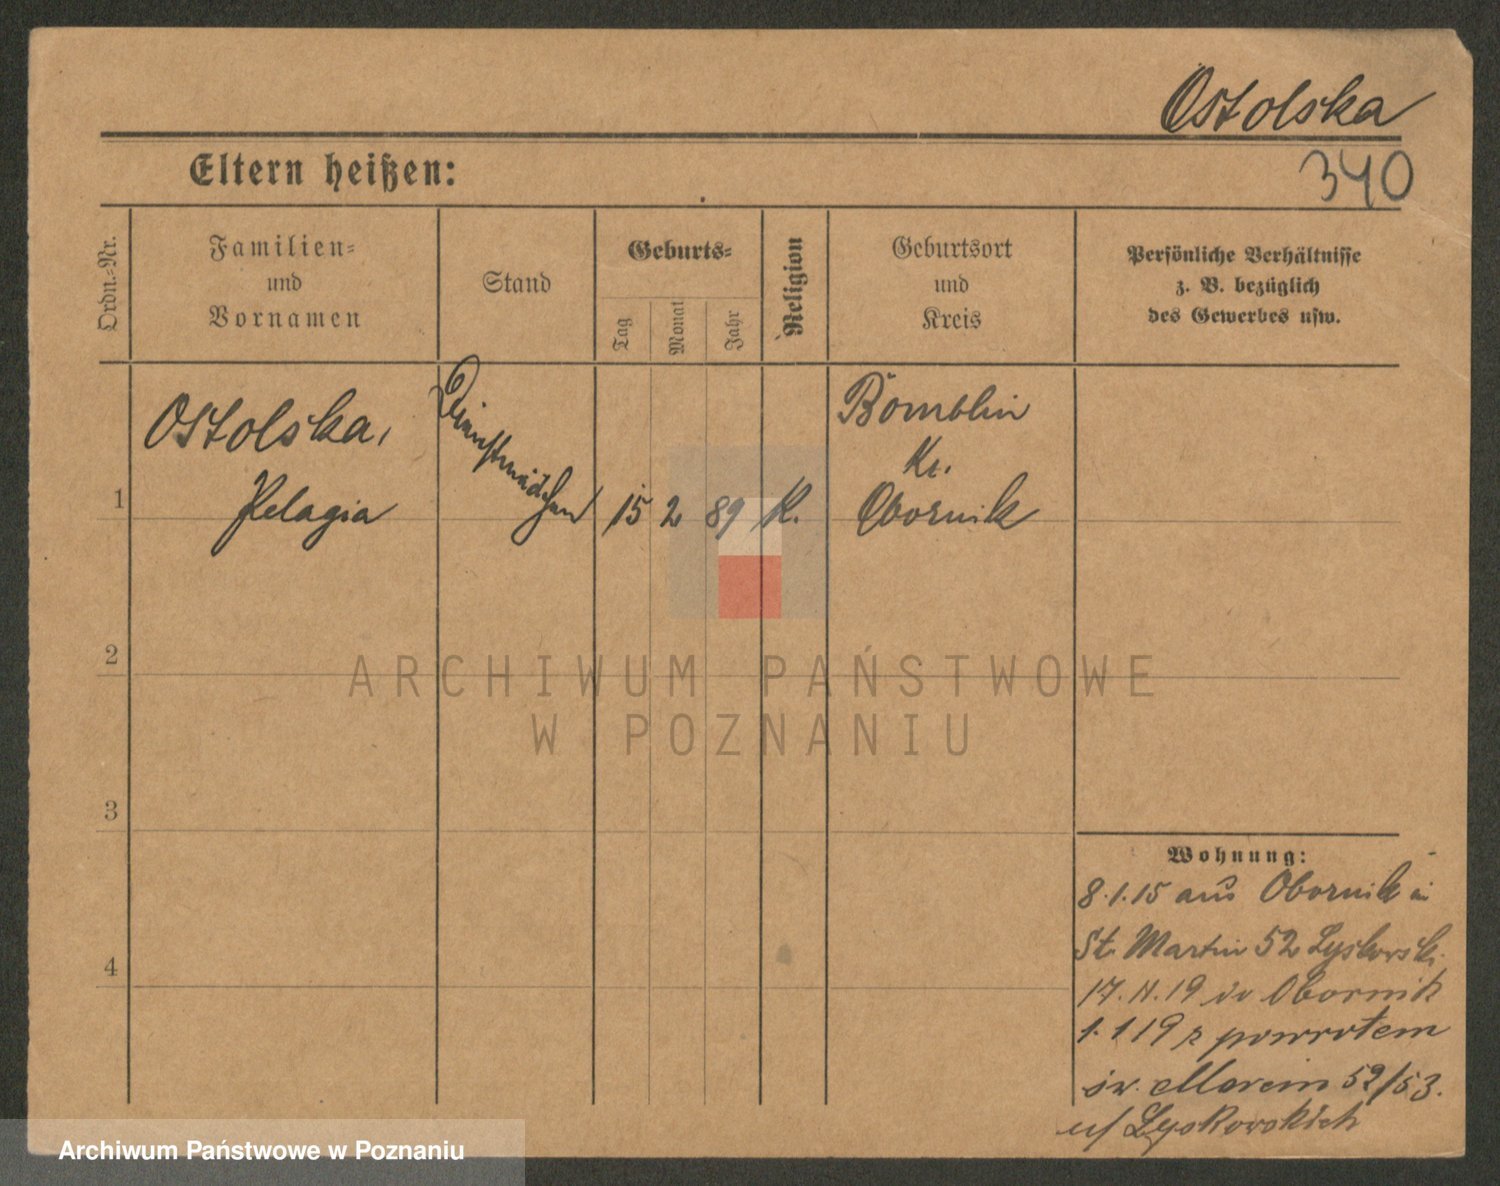 Ostolska
Eltern heißen:
340
Ordn.-Nr.
Familien-
und
Vornamen
Stand
Geburts-
Tag
Monat
Jahr
Religion
Geburtsort
und
Kreis
Persönliche Verhältnisse
z. B. bezüglich
des Gewerbes usw.
1
Ostolska,
Pelagia
Dienstmädchen
15 2 89 K.
Bomblin
Kr.
Obornik
2
3
4
ARCHIWUM PAŃSTWOWE
W POZNANIU
Wohnung:
8.1.15 aus Obornik in
St. Martin 52 Lyskowski.
17. 11. 19 do Obornik
1. 1 19 z powrotem
św. Marcin 52/53.
u/ Lyskowskich
Archiwum Państwowe w Poznaniu